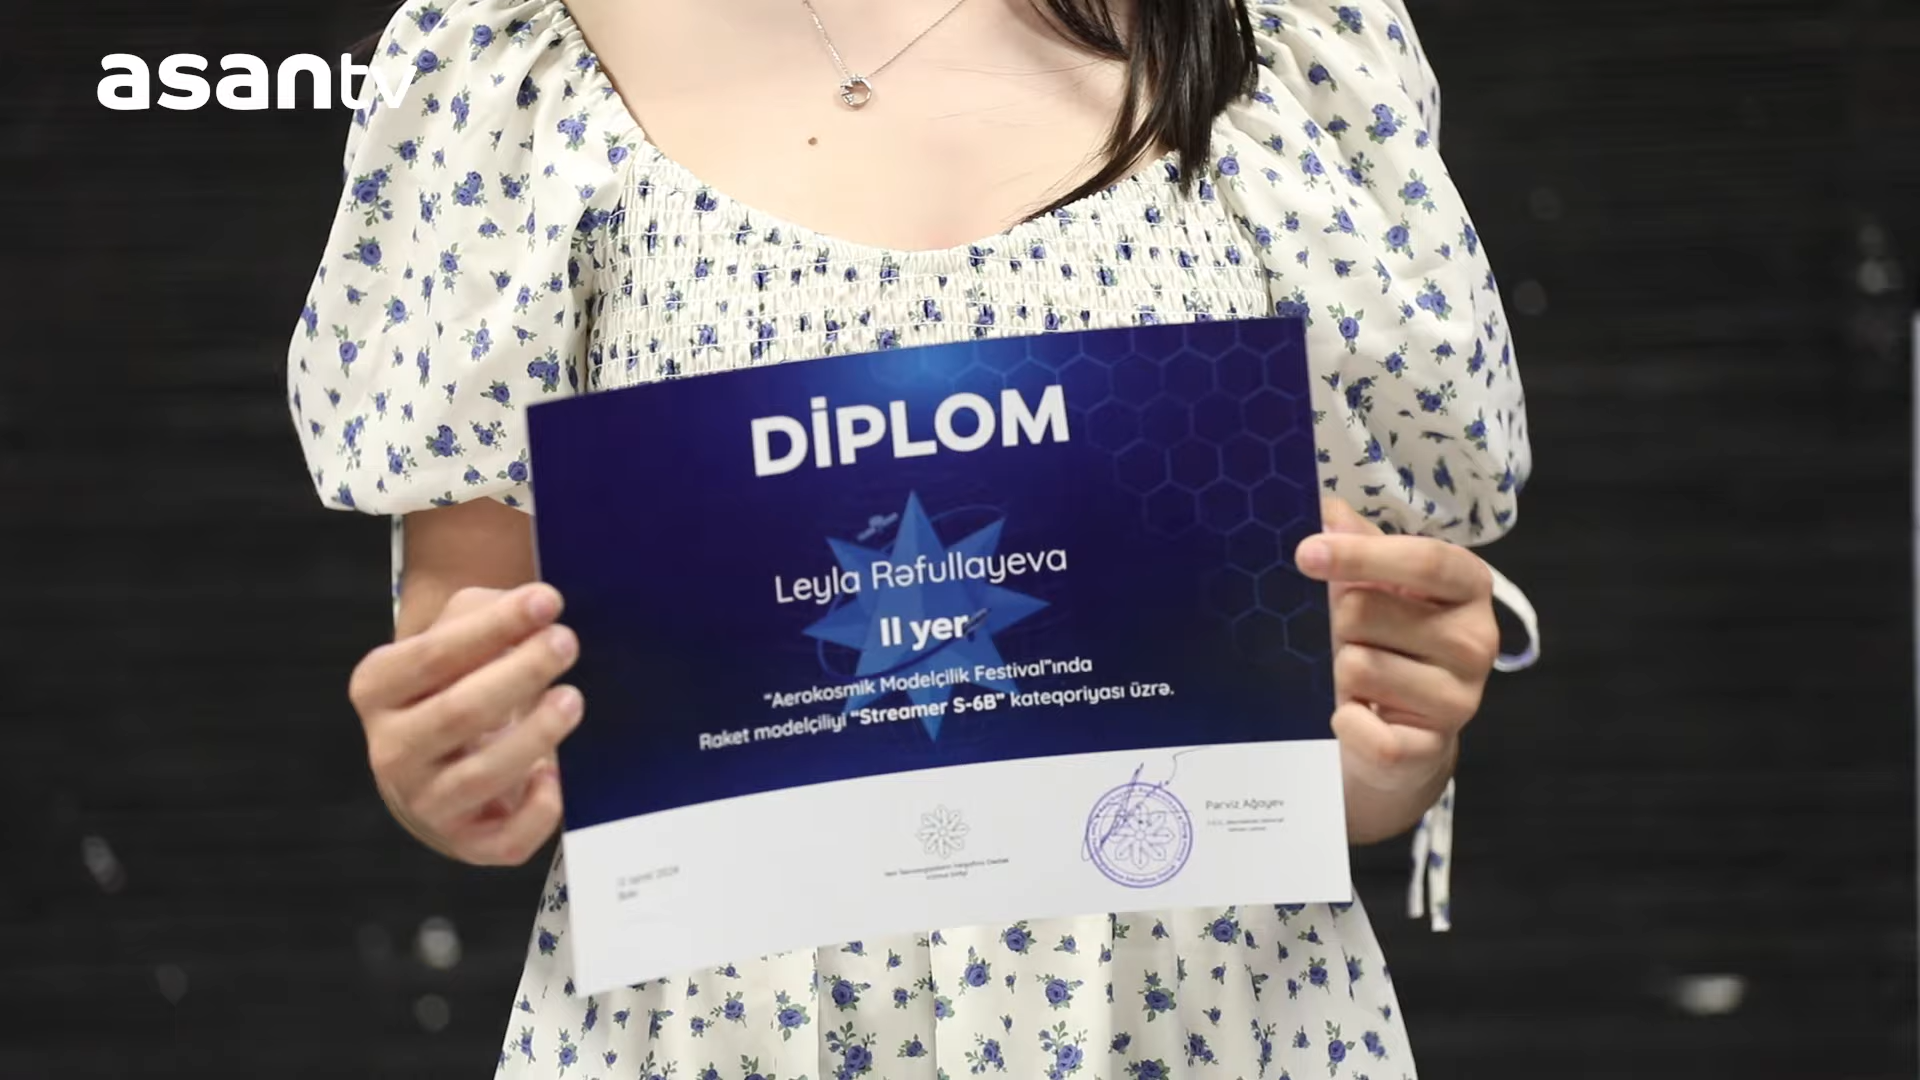 asantv
DİPLOM
Leyla Rəfullayeva
II yer
"Aerokosmik Modelçilik Festival"ında
Raket modelçiliyi "Streamer S-6B" kateqoriyası üzrə.
Parviz Ağayev